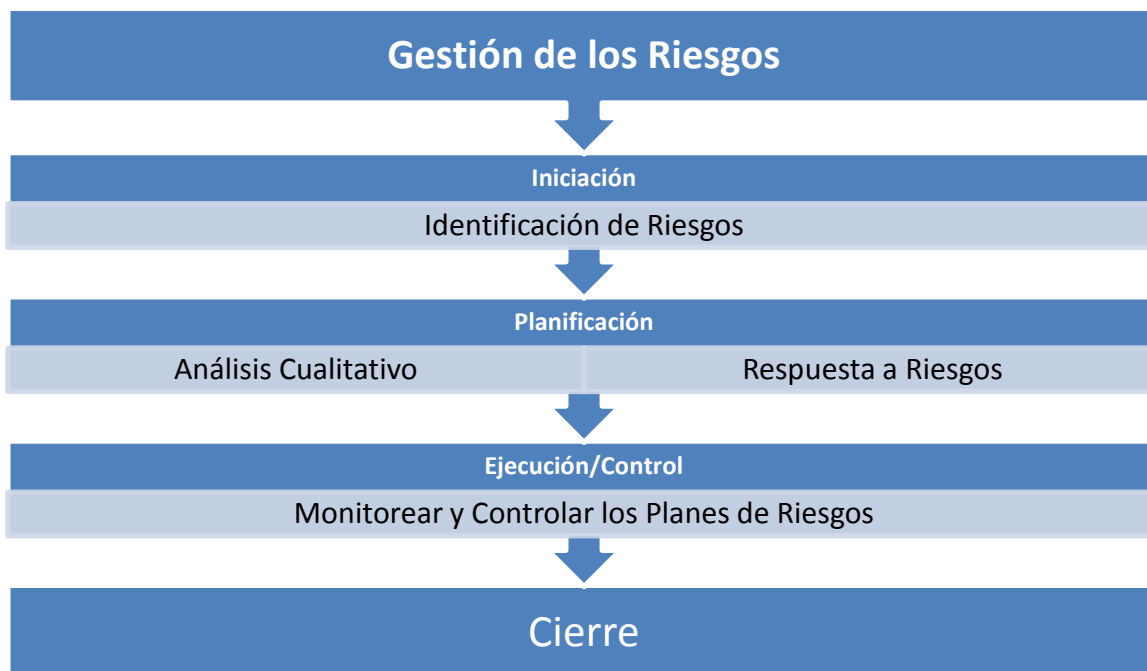 Gestión de los Riesgos
Iniciación
Identificación de Riesgos
Planificación
Análisis Cualitativo
Respuesta a Riesgos
Ejecución/Control
Monitorear y Controlar los Planes de Riesgos
Cierre